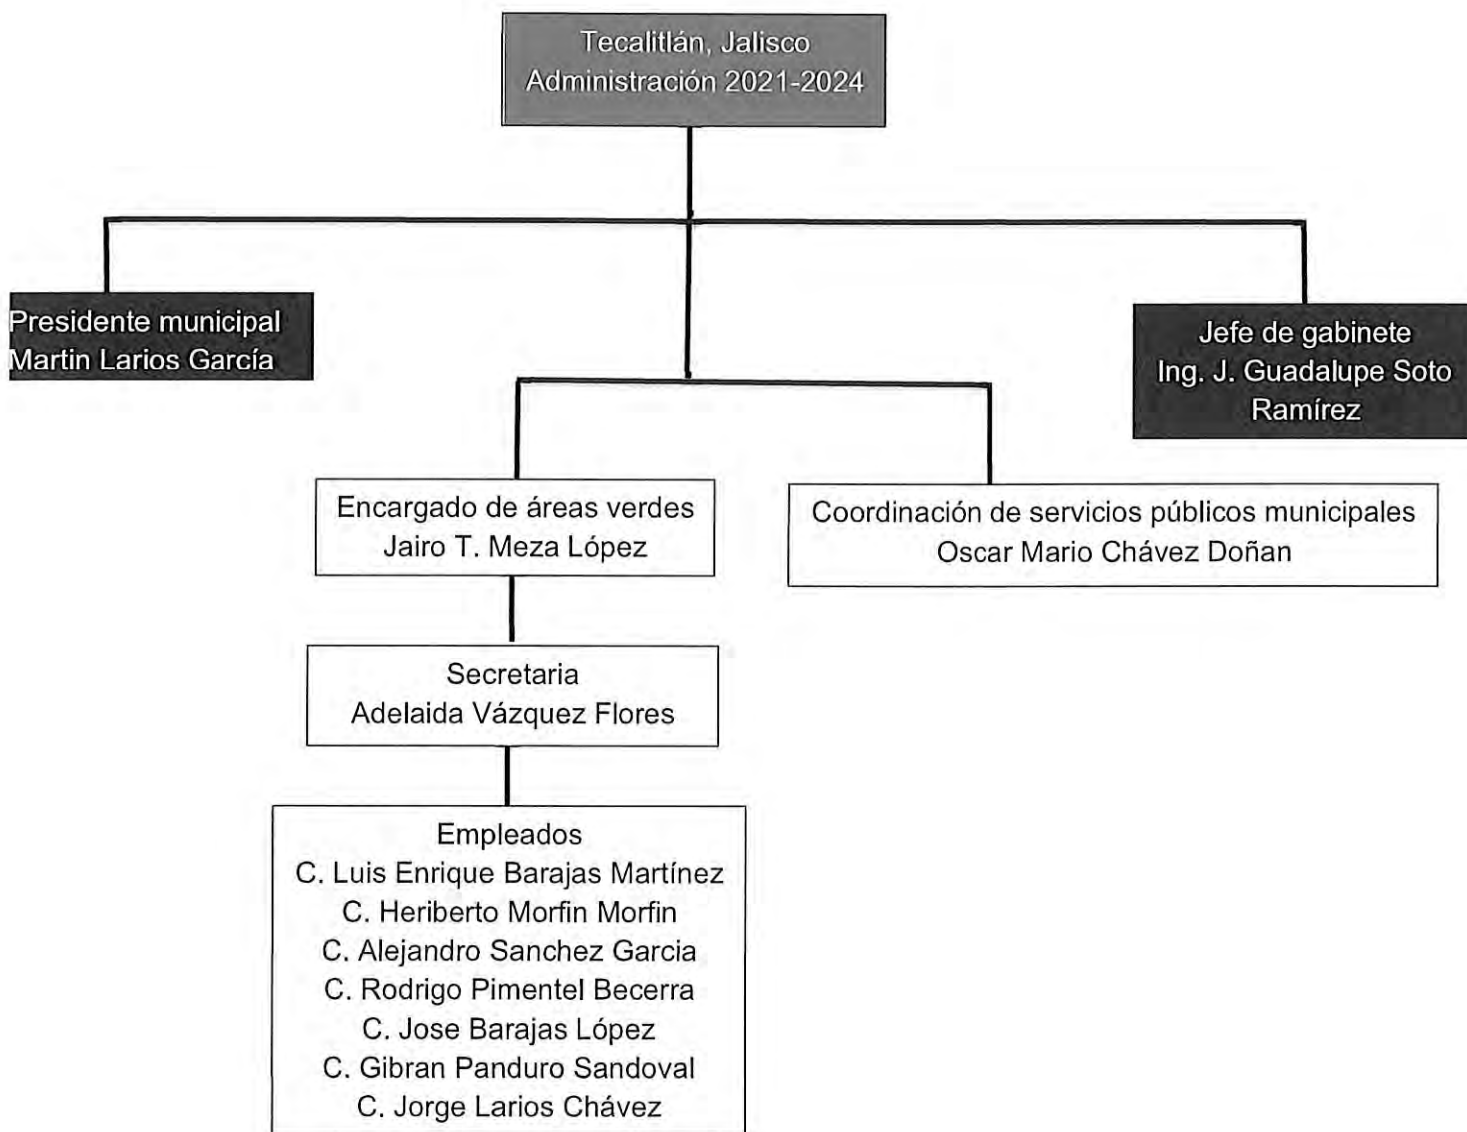 Tecalitlán, Jalisco
Administración 2021-2024
Presidente municipal
Martin Larios García
Jefe de gabinete
Ing. J. Guadalupe Soto
Ramírez
Encargado de áreas verdes
Jairo T. Meza López
Coordinación de servicios públicos municipales
Oscar Mario Chávez Doñan
Secretaria
Adelaida Vázquez Flores
Empleados
C. Luis Enrique Barajas Martínez
C. Heriberto Morfin Morfin
C. Alejandro Sanchez Garcia
C. Rodrigo Pimentel Becerra
C. Jose Barajas López
C. Gibran Panduro Sandoval
C. Jorge Larios Chávez